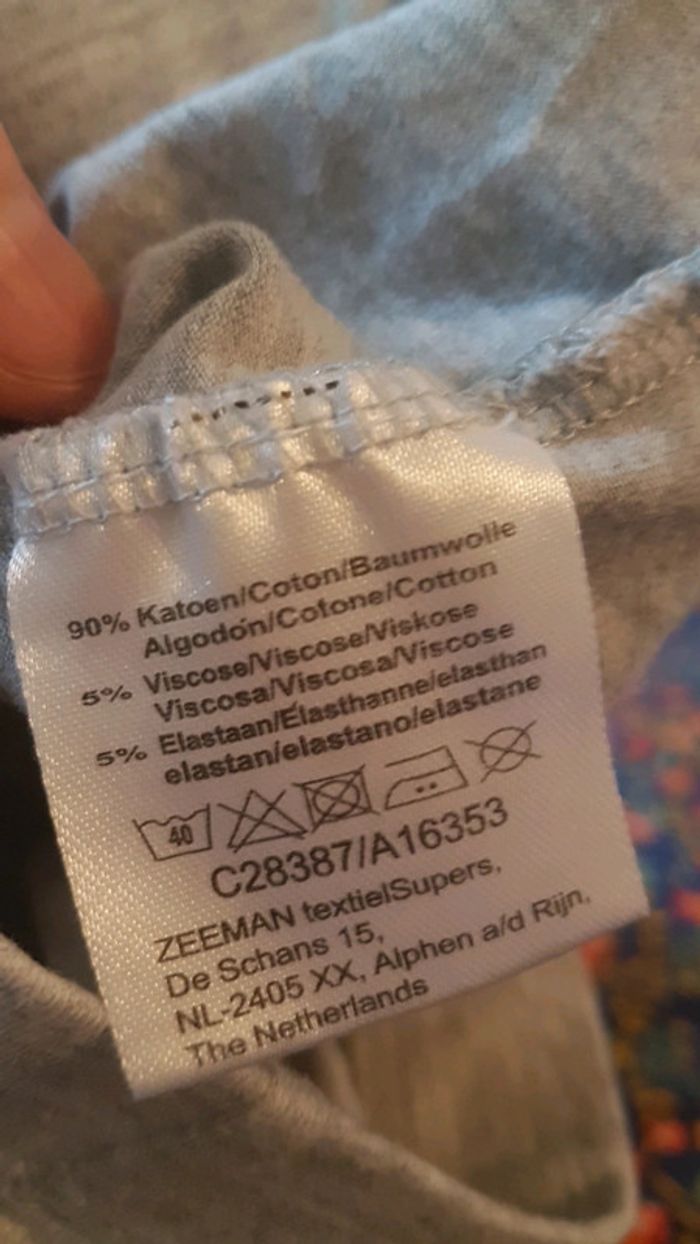 90% Katoen/Coton/Baumwolle
Algodón/Cotone/Cotton
5% Viscose/Viscose/Viskose
Viscosa/Viscosa/Viscose
5% Elastaan/Élasthanne/elasthan
elastan/elastano/elastane
40
C28387/A16353
ZEEMAN textielSupers,
De Schans 15,
NL-2405 XX, Alphen a/d Rijn,
The Netherlands